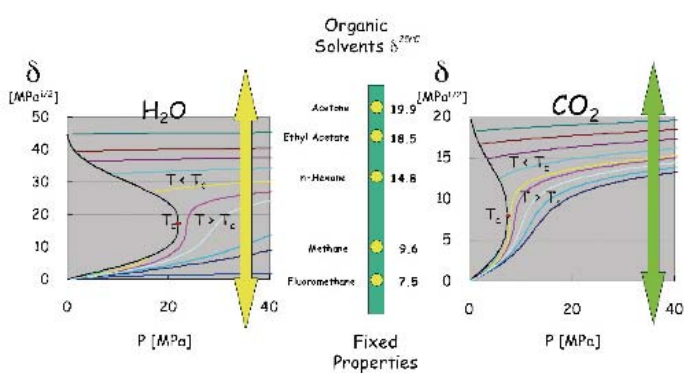 Organic
Solvents δ25°C
δ
[MPa1/2]
H2O
50
40
30
20
10
0
T < Tc
Tc
T > Tc
0
20
40
P [MPa]
Acetone 19.9
Ethyl Acetate 18.5
n-Hexane 14.8
Methane 9.6
Fluoromethane 7.5
Fixed
Properties
δ
[MPa1/2]
CO2
20
15
10
5
0
T < Tc
Tc
T > Tc
0
20
40
P [MPa]